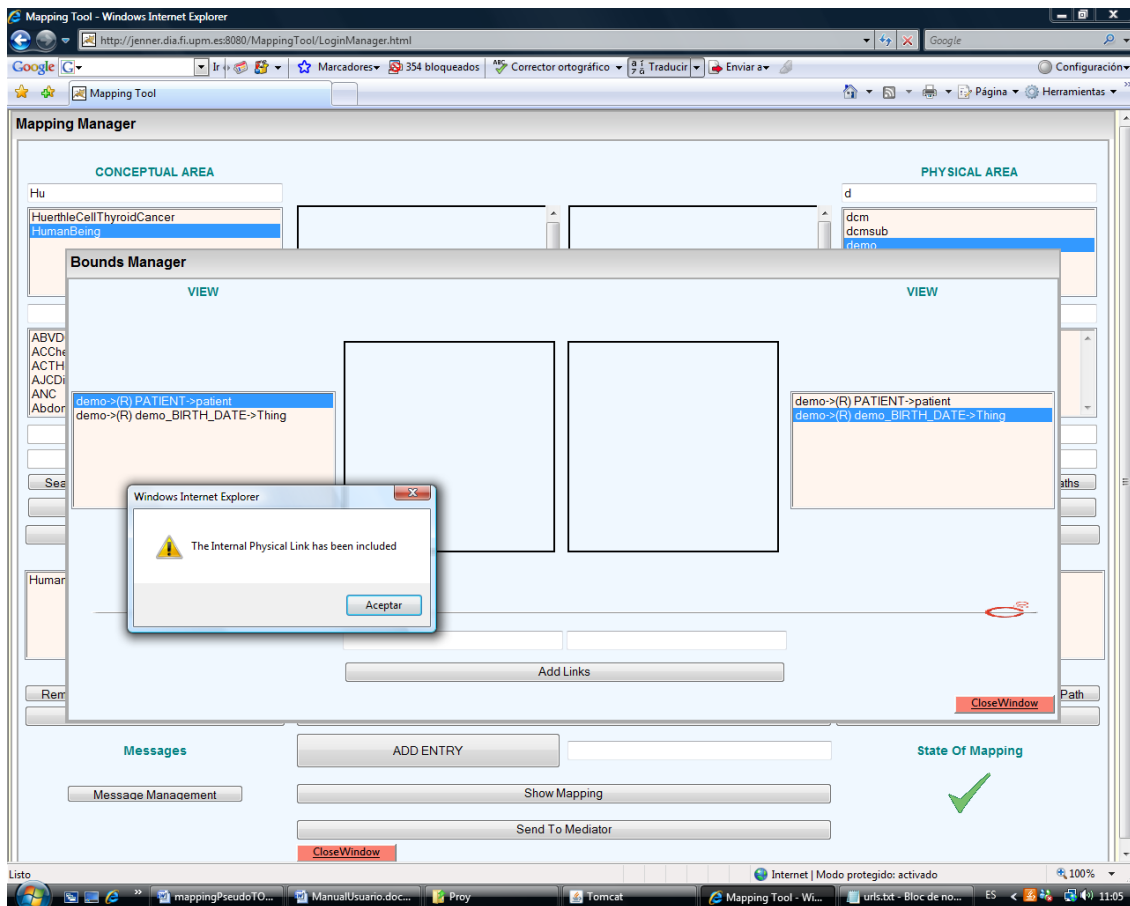 Mapping Tool - Windows Internet Explorer
http://jenner.dia.fi.upm.es:8080/MappingTool/LoginManager.html
Google
Google
Ir
Marcadores
354 bloqueados
Corrector ortográfico
Traducir
Enviar a
Configuración
Mapping Tool
Página
Herramientas
Mapping Manager
CONCEPTUAL AREA
PHYSICAL AREA
Hu
d
HuerthleCellThyroidCancer
HumanBeing
dcm
dcmsub
demo
Bounds Manager
VIEW
VIEW
ABVD
ACChe
ACTH
AJCDi
ANC
Abdor
demo->(R) PATIENT->patient
demo->(R) demo_BIRTH_DATE->Thing
demo->(R) PATIENT->patient
demo->(R) demo_BIRTH_DATE->Thing
Sea
aths
Windows Internet Explorer
The Internal Physical Link has been included
Aceptar
Human
Add Links
CloseWindow
Rem
Path
Messages
ADD ENTRY
State Of Mapping
Message Management
Show Mapping
Send To Mediator
CloseWindow
Listo
Internet | Modo protegido: activado
100%
mappingPseudoTO...
ManualUsuario.doc...
Proy
Tomcat
Mapping Tool - Wi...
urls.txt - Bloc de no...
ES
11:05